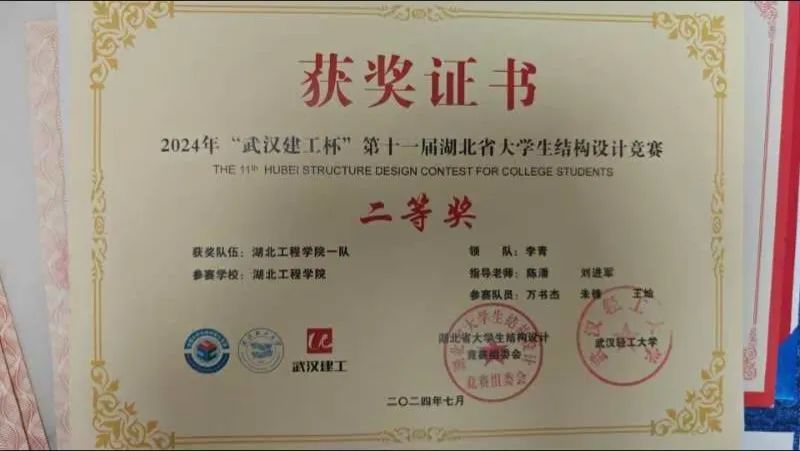 获奖证书
2024年“武汉建工杯”第十一届湖北省大学生结构设计竞赛
THE 11th HUBEI STRUCTURE DESIGN CONTEST FOR COLLEGE STUDENTS
二等奖
获奖队伍：湖北工程学院一队
领 队：李青
参赛学校：湖北工程学院
指导老师：陈潘 刘进军
参赛队员：万书杰 朱锋
湖北省大学生结构设计
竞赛组委会
武汉轻工大学
武汉建工
竞赛组委会
二〇二四年七月